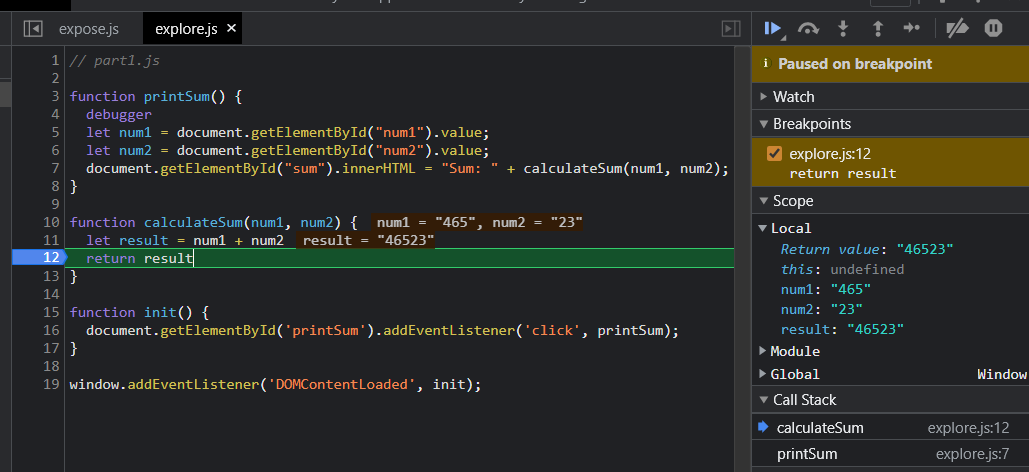 expose.js explore.js ×
1 // part1.js
2
3 function printSum() {
4 debugger
5 let num1 = document.getElementById("num1").value;
6 let num2 = document.getElementById("num2").value;
7 document.getElementById("sum").innerHTML = "Sum: " + calculateSum(num1, num2);
8 }
9
10 function calculateSum(num1, num2) { num1 = "465", num2 = "23"
11 let result = num1 + num2 result = "46523"
12 return result
13 }
14
15 function init() {
16 document.getElementById('printSum').addEventListener('click', printSum);
17 }
18
19 window.addEventListener('DOMContentLoaded', init);
Paused on breakpoint
Watch
Breakpoints
explore.js:12
return result
Scope
Local
Return value: "46523"
this: undefined
num1: "465"
num2: "23"
result: "46523"
Module
Global Window
Call Stack
calculateSum explore.js:12
printSum explore.js:7